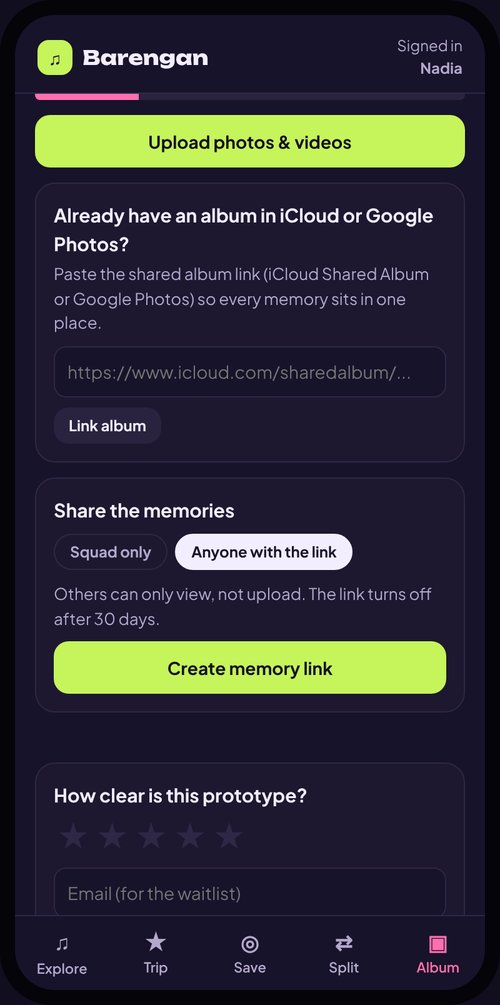 Barengan
Signed in
Nadia
Upload photos & videos
Already have an album in iCloud or Google
Photos?
Paste the shared album link (iCloud Shared Album
or Google Photos) so every memory sits in one
place.
https://www.icloud.com/sharedalbum/...
Link album
Share the memories
Squad only
Anyone with the link
Others can only view, not upload. The link turns off
after 30 days.
Create memory link
How clear is this prototype?
Email (for the waitlist)
Explore
Trip
Save
Split
Album